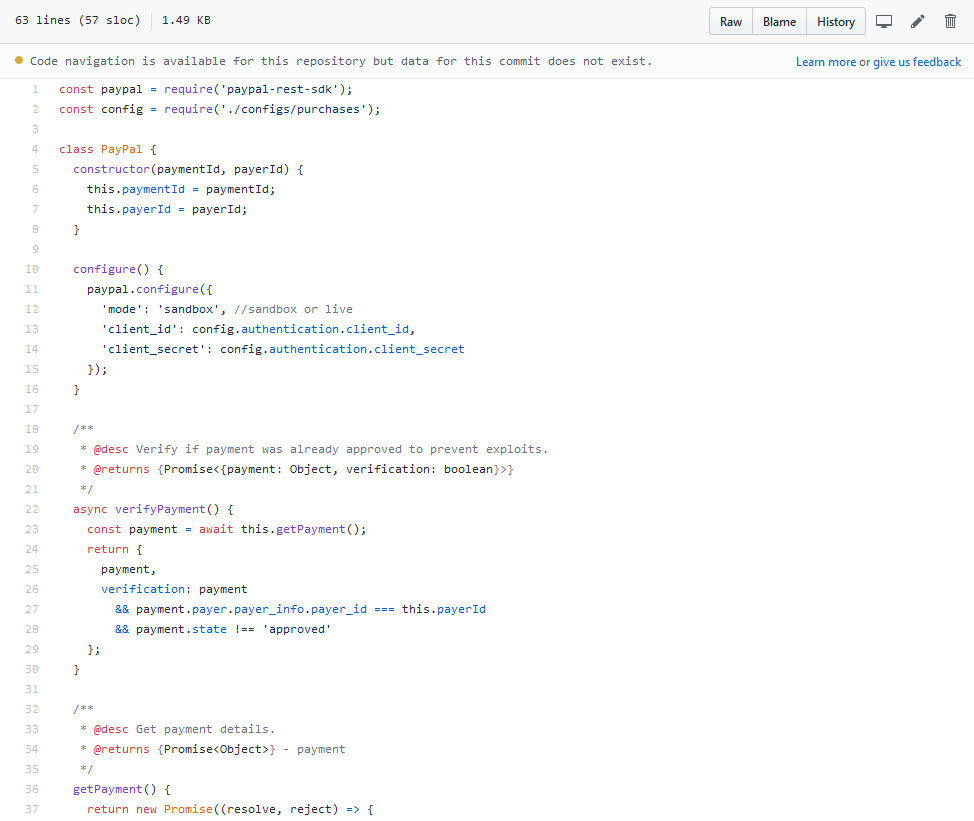 63 lines (57 sloc) 1.49 KB Raw Blame History
Code navigation is available for this repository but data for this commit does not exist. Learn more or give us feedback
1 const paypal = require('paypal-rest-sdk');
2 const config = require('./configs/purchases');
3
4 class PayPal {
5   constructor(paymentId, payerId) {
6     this.paymentId = paymentId;
7     this.payerId = payerId;
8   }
9
10   configure() {
11     paypal.configure({
12       'mode': 'sandbox', //sandbox or live
13       'client_id': config.authentication.client_id,
14       'client_secret': config.authentication.client_secret
15     });
16   }
17
18   /**
19    * @desc Verify if payment was already approved to prevent exploits.
20    * @returns {Promise<{payment: Object, verification: boolean}>}
21    */
22   async verifyPayment() {
23     const payment = await this.getPayment();
24     return {
25       payment,
26       verification: payment
27         && payment.payer.payer_info.payer_id === this.payerId
28         && payment.state !== 'approved'
29     };
30   }
31
32   /**
33    * @desc Get payment details.
34    * @returns {Promise<Object>} - payment
35    */
36   getPayment() {
37     return new Promise((resolve, reject) => {